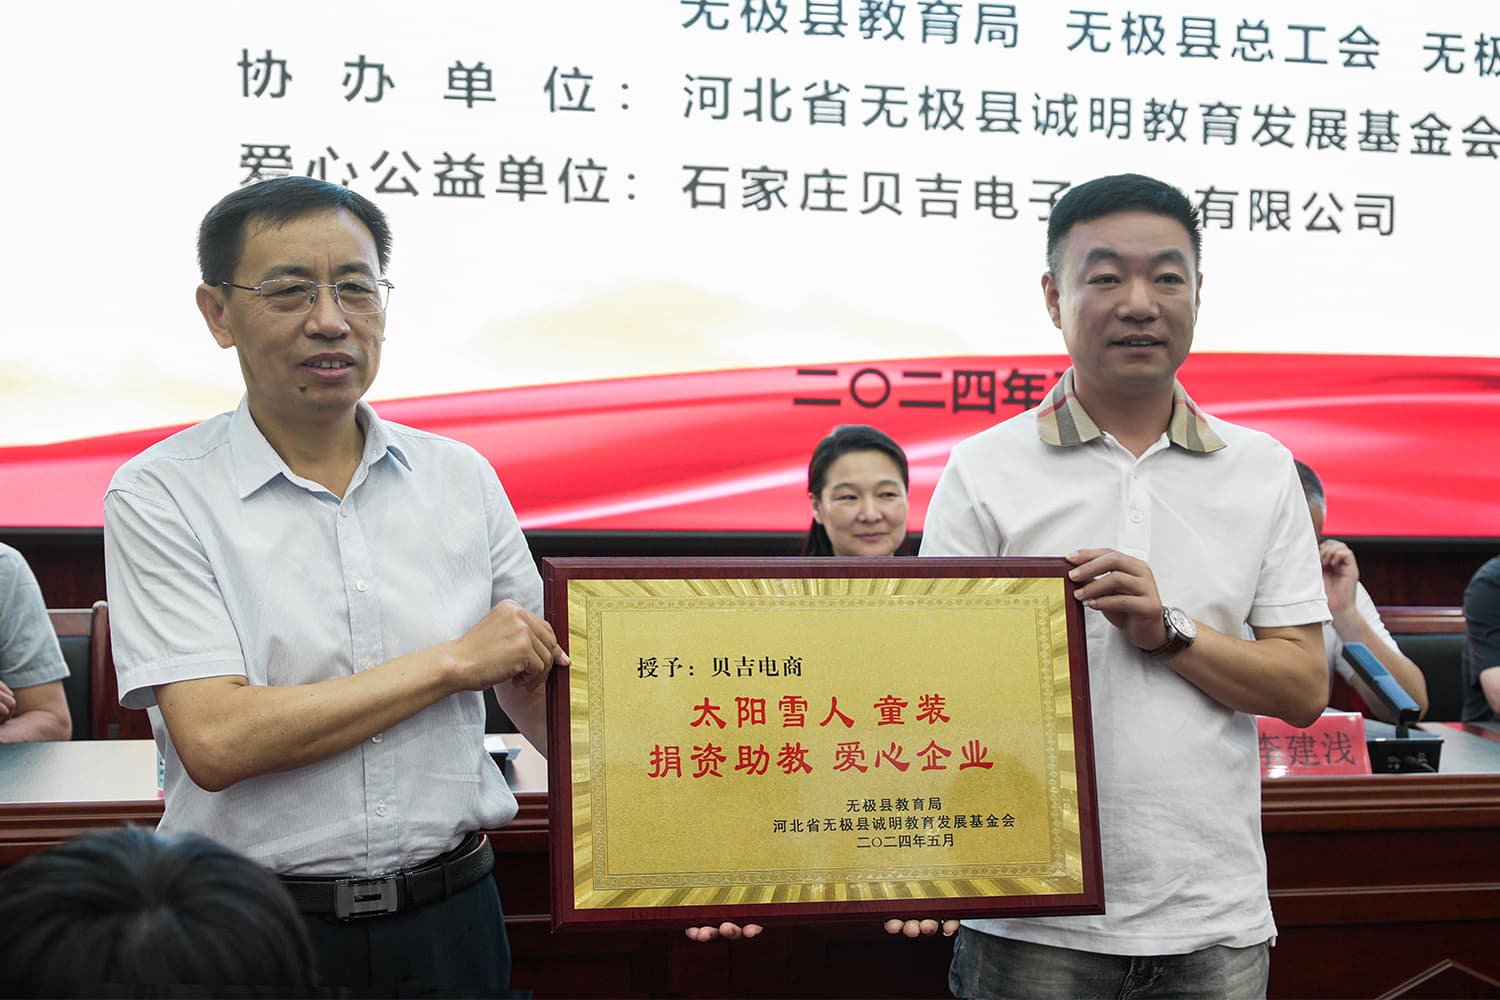 无极县教育局 无极县总工会 无极
协办单位：河北省无极县诚明教育发展基金会
爱心公益单位：石家庄贝吉电子 有限公司
二〇二四年
授予：贝吉电商
太阳雪人 童装
捐资助教 爱心企业
无极县教育局
河北省无极县诚明教育发展基金会
二〇二四年五月
李建浅